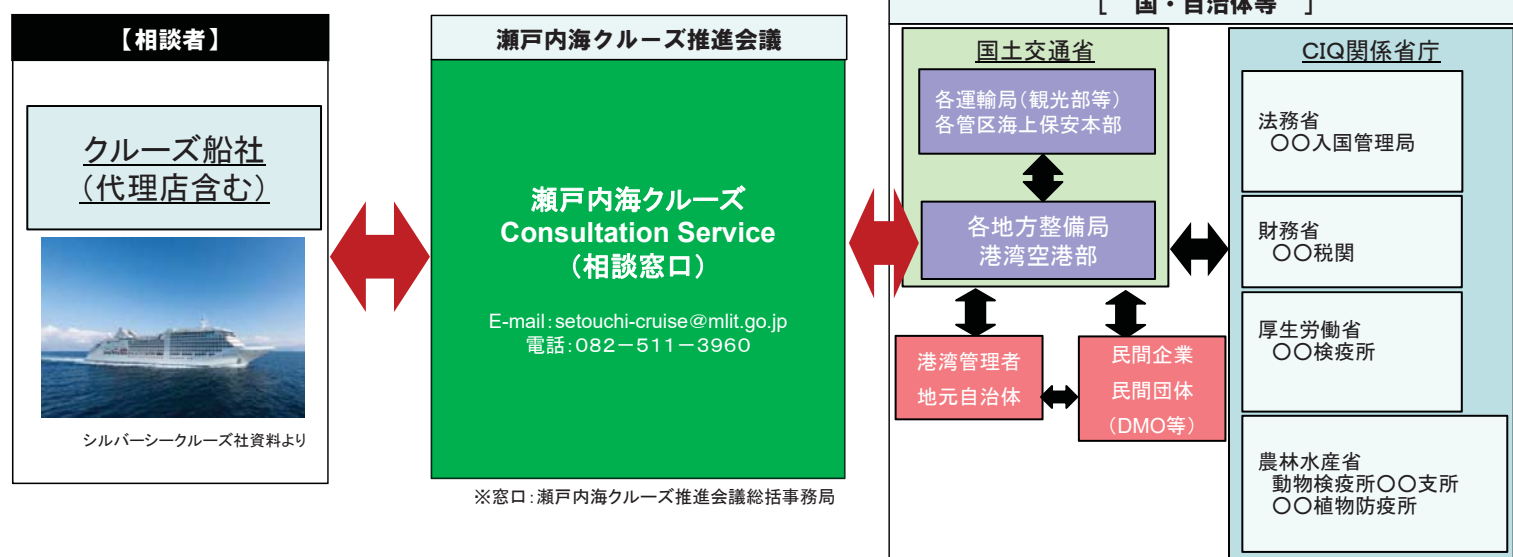 【相談者】
クルーズ船社
（代理店含む）
シルバーシークルーズ社資料より
瀬戸内海クルーズ推進会議
瀬戸内海クルーズ
Consultation Service
（相談窓口）
E-mail：setouchi-cruise@mlit.go.jp
電話：０８２－５１１－３９６０
※窓口：瀬戸内海クルーズ推進会議総括事務局
［　国・自治体等　］
国土交通省
各運輸局（観光部等）
各管区海上保安本部
各地方整備局
港湾空港部
港湾管理者
地元自治体
民間企業
民間団体
（DMO等）
CIQ関係省庁
法務省
〇〇入国管理局
財務省
〇〇税関
厚生労働省
〇〇検疫所
農林水産省
動物検疫所〇〇支所
〇〇植物防疫所